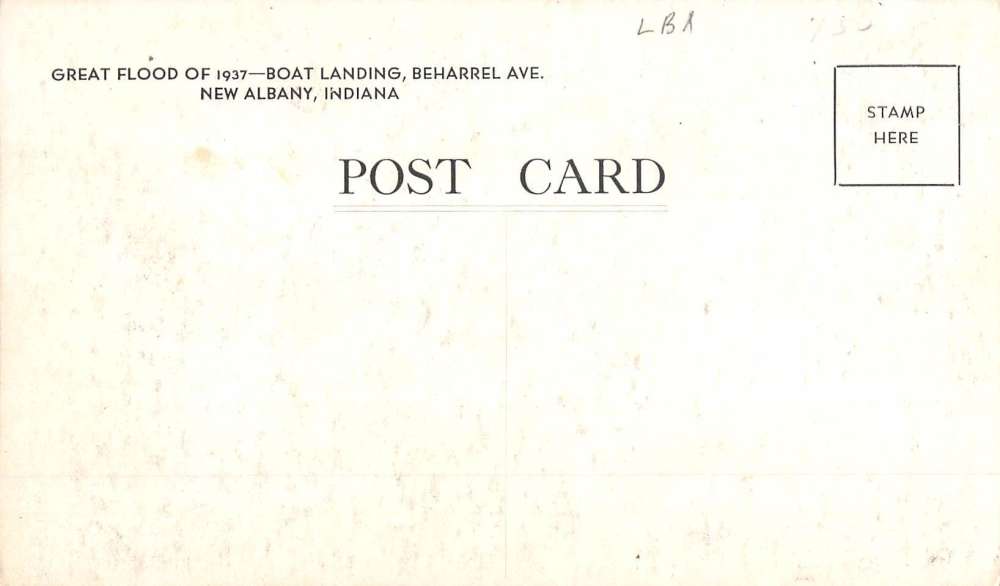 LBA
GREAT FLOOD OF 1937—BOAT LANDING, BEHARREL AVE.
NEW ALBANY, INDIANA
STAMP
HERE
POST CARD